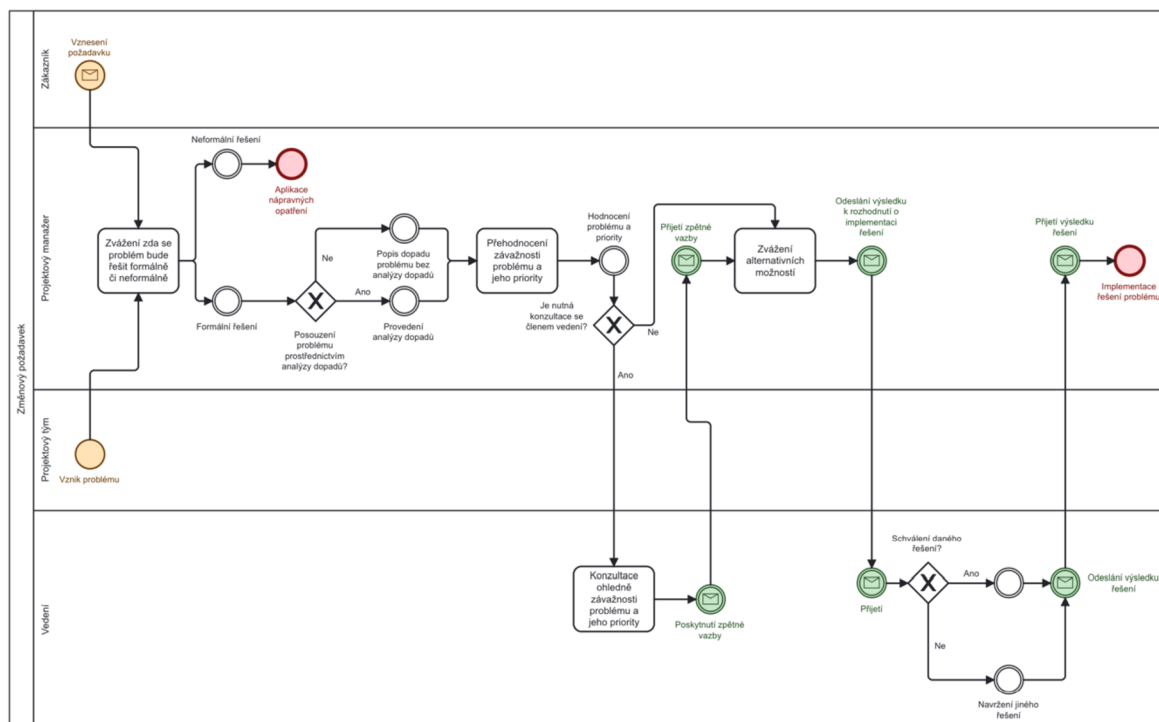 Změnový požadavek
Zákazník
Vznesení
požadavku
Projektový manažer
Neformální řešení
Aplikace
nápravných
opatření
Zvážení zda se
problém bude
řešit formálně
či neformálně
Formální řešení
Ne
Ano
Posouzení
problému
prostřednictvím
analýzy dopadů?
Popis dopadu
problému bez
analýzy dopadů
Provedení
analýzy dopadů
Přehodnocení
závažnosti
problému a
jeho priority
Hodnocení
problému a
priority
Je nutná
konzultace se
členem vedení?
Ne
Ano
Přijetí zpětné
vazby
Zvážení
alternativních
možností
Odeslání výsledku
k rozhodnutí o
implementaci
řešení
Přijetí výsledku
řešení
Implementace
řešení problému
Projektový tým
Vznik problému
Vedení
Konzultace
ohledně
závažnosti
problému a
jeho priority
Poskytnutí zpětné
vazby
Přijetí
Schválení daného
řešení?
Ano
Ne
Odeslání výsledku
řešení
Navržení jiného
řešení